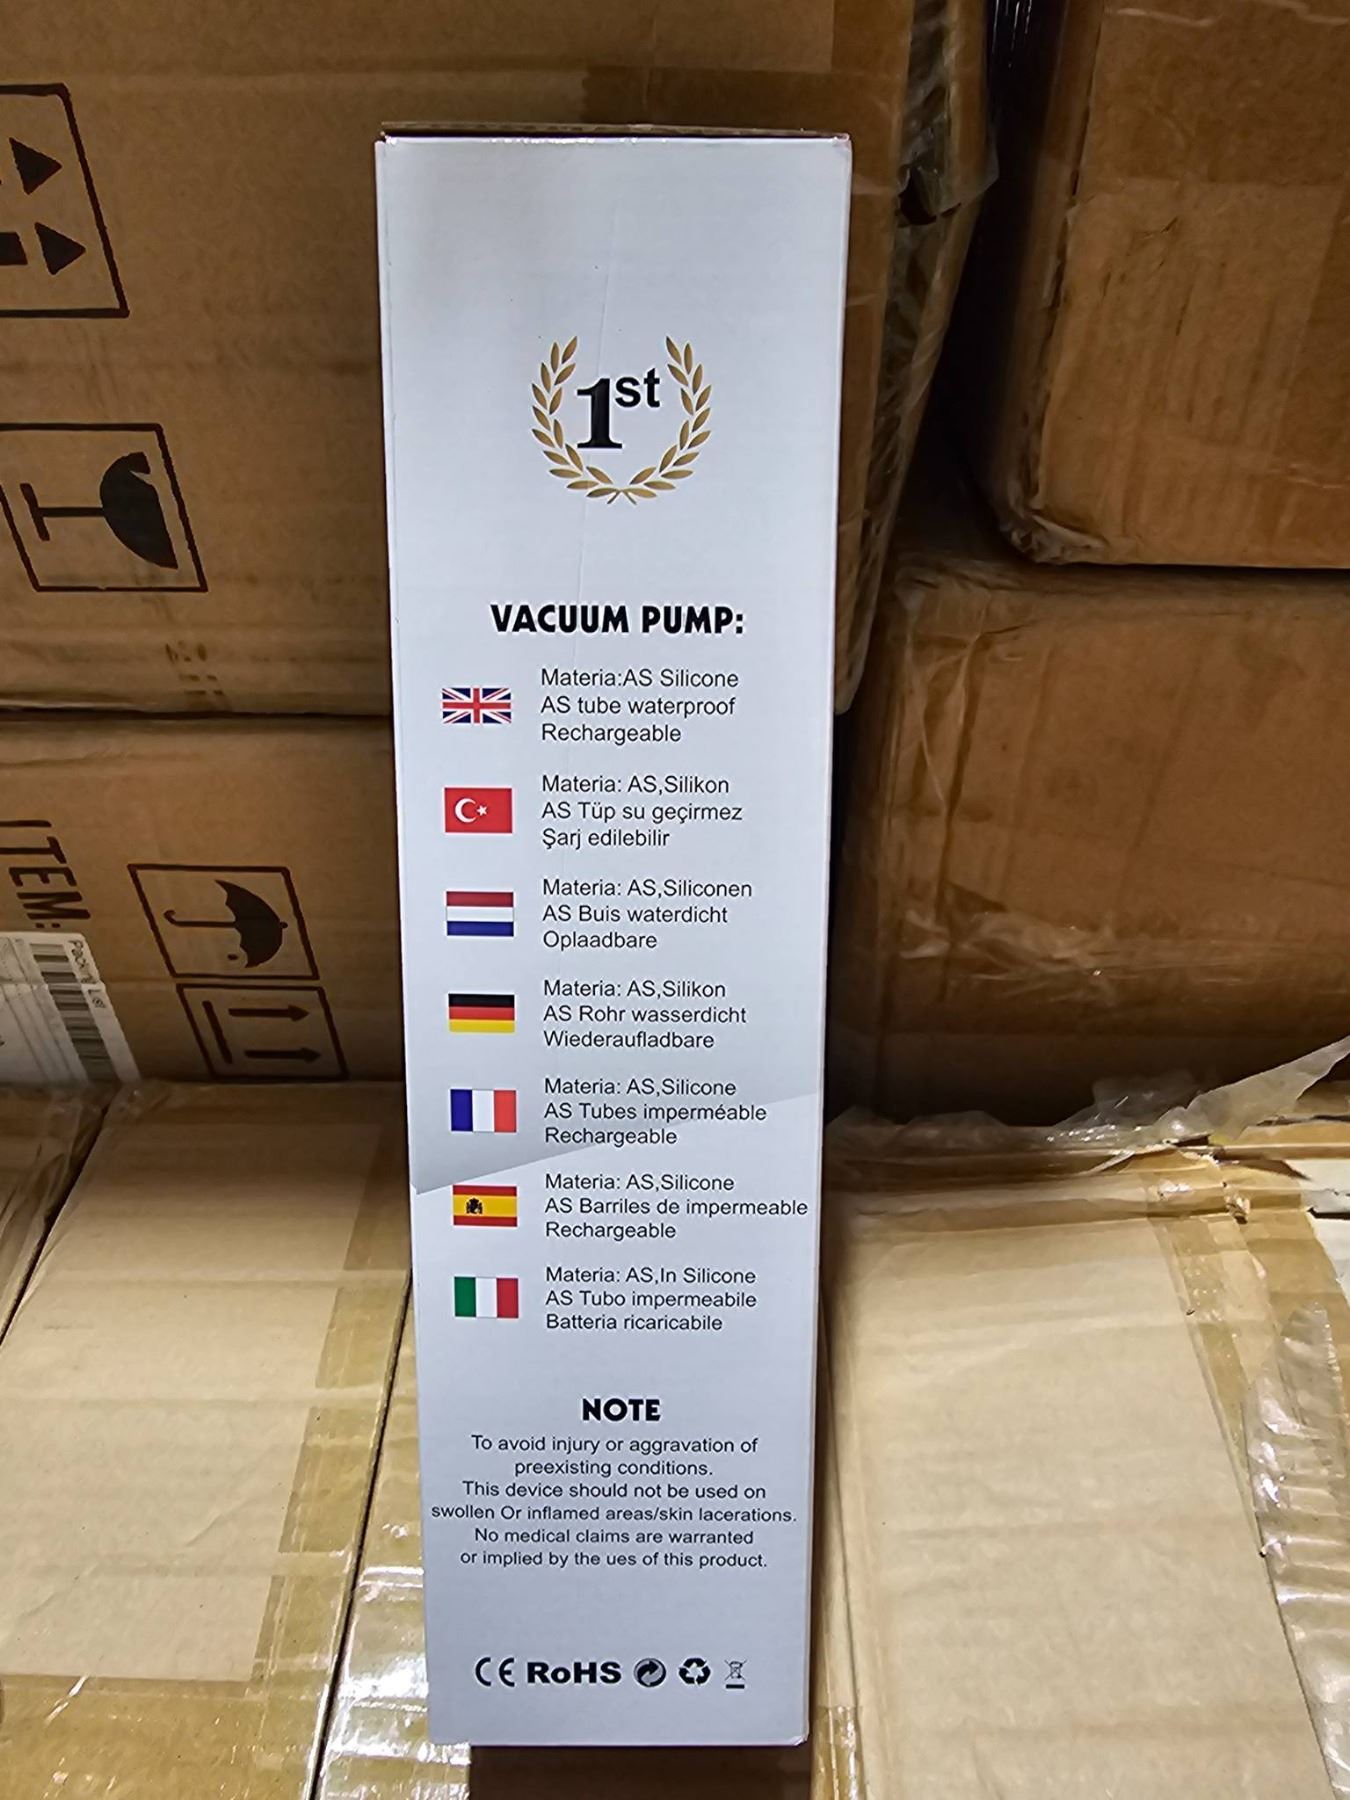 1st
VACUUM PUMP:
Materia:AS Silicone
AS tube waterproof
Rechargeable
Materia: AS,Silikon
AS Tüp su geçirmez
Şarj edilebilir
Materia: AS,Siliconen
AS Buis waterdicht
Oplaadbare
Materia: AS,Silikon
AS Rohr wasserdicht
Wiederaufladbare
Materia: AS,Silicone
AS Tubes imperméable
Rechargeable
Materia: AS,Silicone
AS Barriles de impermeable
Rechargeable
Materia: AS,In Silicone
AS Tubo impermeabile
Batteria ricaricabile
NOTE
To avoid injury or aggravation of
preexisting conditions.
This device should not be used on
swollen Or inflamed areas/skin lacerations.
No medical claims are warranted
or implied by the ues of this product.
CE RoHS
ITEM: